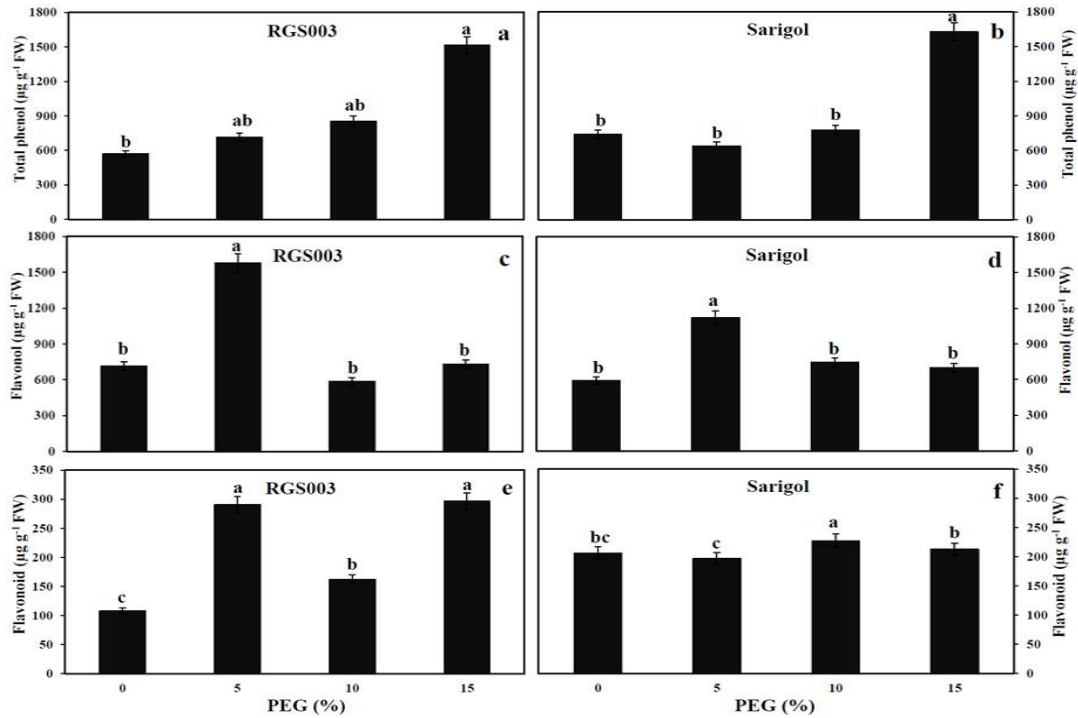 RGS003
a
Total phenol (µg g-1 FW)
1800
1500
1200
900
600
300
0
b
ab
ab
a
Sarigol
b
Total phenol (µg g-1 FW)
1800
1500
1200
900
600
300
0
b
b
b
a
RGS003
c
Flavonol (µg g-1 FW)
1800
1500
1200
900
600
300
0
b
a
b
b
Sarigol
d
Flavonol (µg g-1 FW)
1800
1500
1200
900
600
300
0
b
a
b
b
RGS003
e
Flavonoid (µg g-1 FW)
350
300
250
200
150
100
50
0
c
a
b
a
0 5 10 15
PEG (%)
Sarigol
f
Flavonoid (µg g-1 FW)
350
300
250
200
150
100
50
0
bc
c
a
b
0 5 10 15
PEG (%)